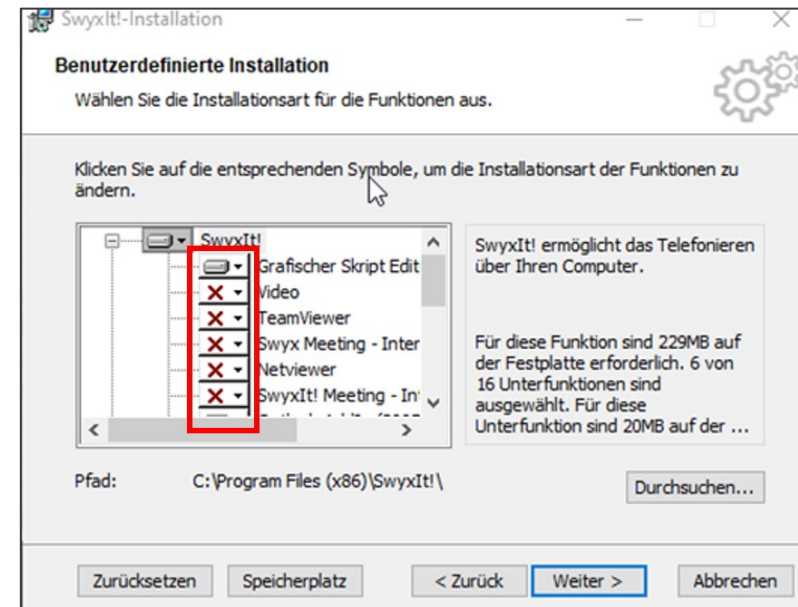 SwyxIt!-Installation
Benutzerdefinierte Installation
Wählen Sie die Installationsart für die Funktionen aus.
Klicken Sie auf die entsprechenden Symbole, um die Installationsart der Funktionen zu
ändern.
SwyxIt!
Grafischer Skript Edit
Video
TeamViewer
Swyx Meeting - Inter
Netviewer
SwyxIt! Meeting - In
SwyxIt! ermöglicht das Telefonieren
über Ihren Computer.
Für diese Funktion sind 229MB auf
der Festplatte erforderlich. 6 von
16 Unterfunktionen sind
ausgewählt. Für diese
Unterfunktion sind 20MB auf der ...
Pfad: C:\Program Files (x86)\SwyxIt!\
Durchsuchen...
Zurücksetzen Speicherplatz < Zurück Weiter > Abbrechen